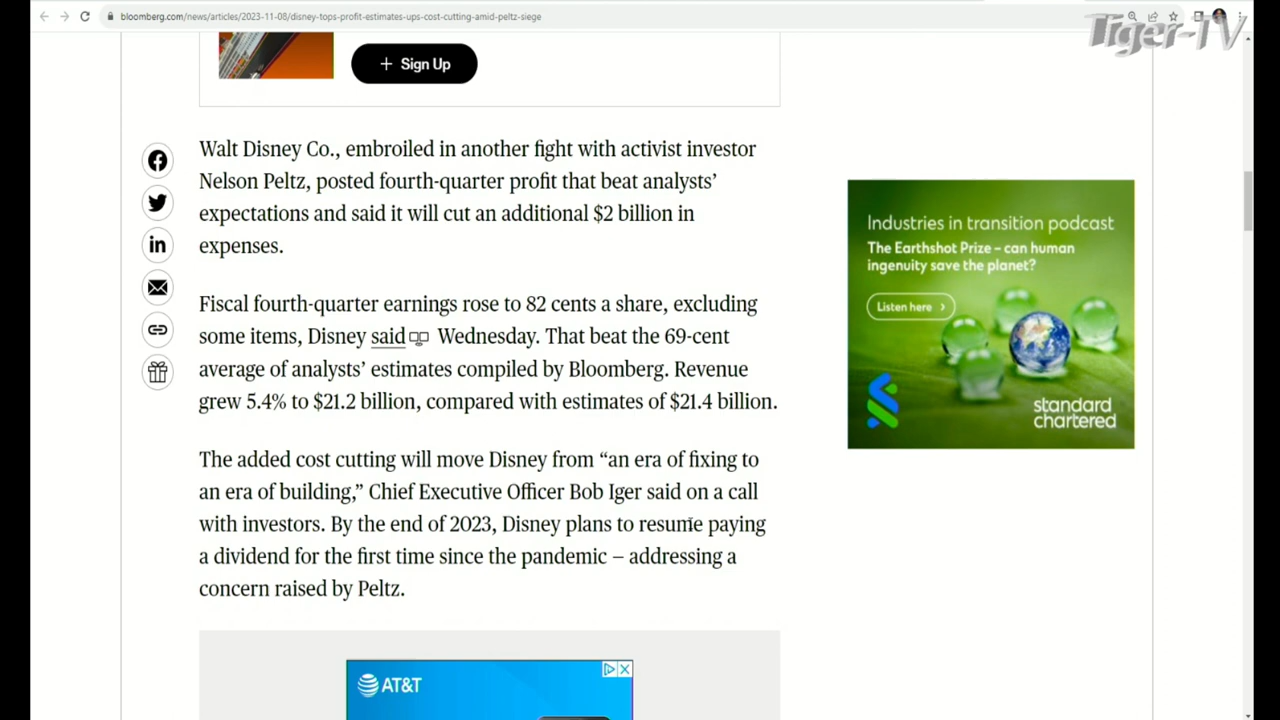 bloomberg.com/news/articles/2023-11-08/disney-tops-profit-estimates-ups-cost-cutting-amid-peltz-siege
Tiger-TV
+ Sign Up
Walt Disney Co., embroiled in another fight with activist investor
Nelson Peltz, posted fourth-quarter profit that beat analysts’
expectations and said it will cut an additional $2 billion in
expenses.
Fiscal fourth-quarter earnings rose to 82 cents a share, excluding
some items, Disney said Wednesday. That beat the 69-cent
average of analysts’ estimates compiled by Bloomberg. Revenue
grew 5.4% to $21.2 billion, compared with estimates of $21.4 billion.
The added cost cutting will move Disney from “an era of fixing to
an era of building,” Chief Executive Officer Bob Iger said on a call
with investors. By the end of 2023, Disney plans to resume paying
a dividend for the first time since the pandemic – addressing a
concern raised by Peltz.
Industries in transition podcast
The Earthshot Prize – can human
ingenuity save the planet?
Listen here >
standard
chartered
AT&T